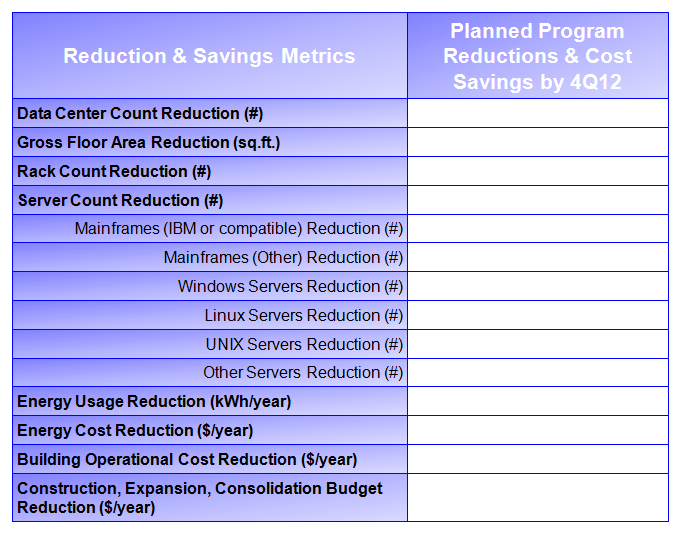 Reduction & Savings Metrics
Planned Program
Reductions & Cost
Savings by 4Q12
Data Center Count Reduction (#)
Gross Floor Area Reduction (sq.ft.)
Rack Count Reduction (#)
Server Count Reduction (#)
Mainframes (IBM or compatible) Reduction (#)
Mainframes (Other) Reduction (#)
Windows Servers Reduction (#)
Linux Servers Reduction (#)
UNIX Servers Reduction (#)
Other Servers Reduction (#)
Energy Usage Reduction (kWh/year)
Energy Cost Reduction ($/year)
Building Operational Cost Reduction ($/year)
Construction, Expansion, Consolidation Budget
Reduction ($/year)